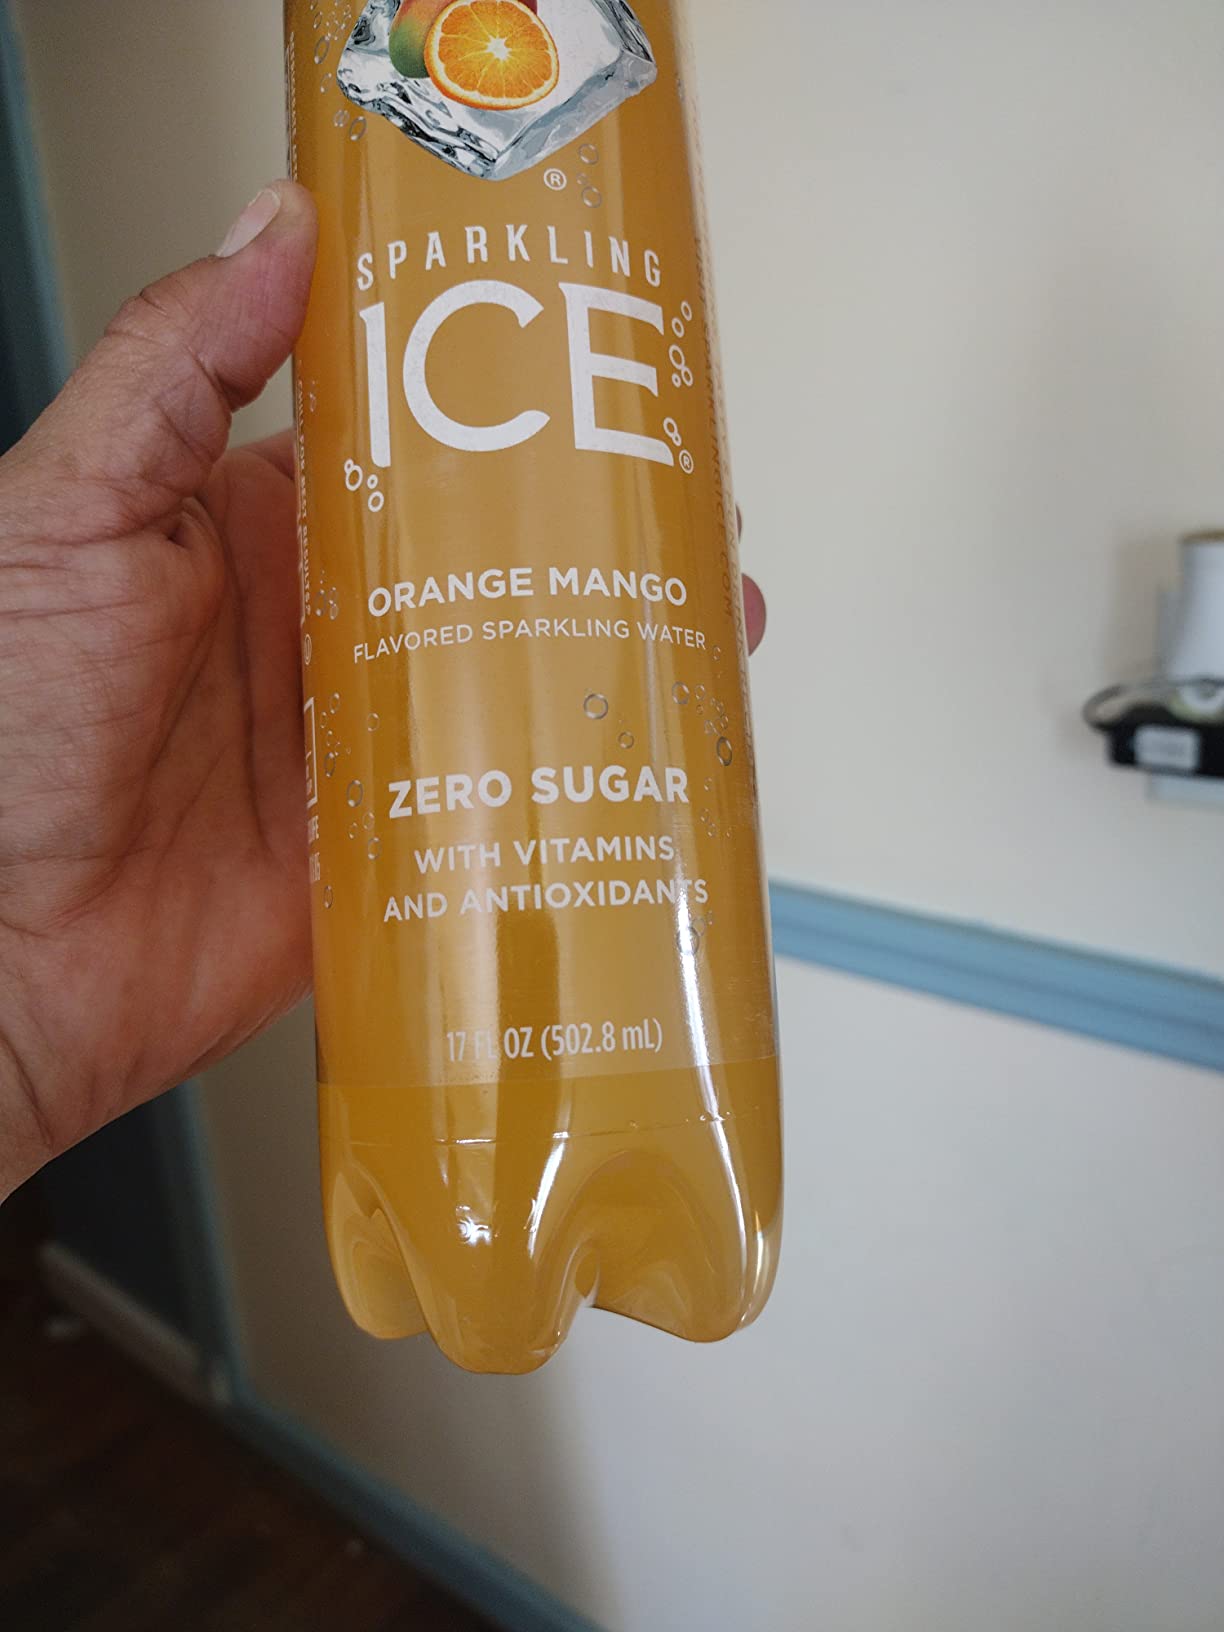 ®
SPARKLING
ICE®
ORANGE MANGO
FLAVORED SPARKLING WATER
ZERO SUGAR
WITH VITAMINS
AND ANTIOXIDANTS
17 FL OZ (502.8 mL)